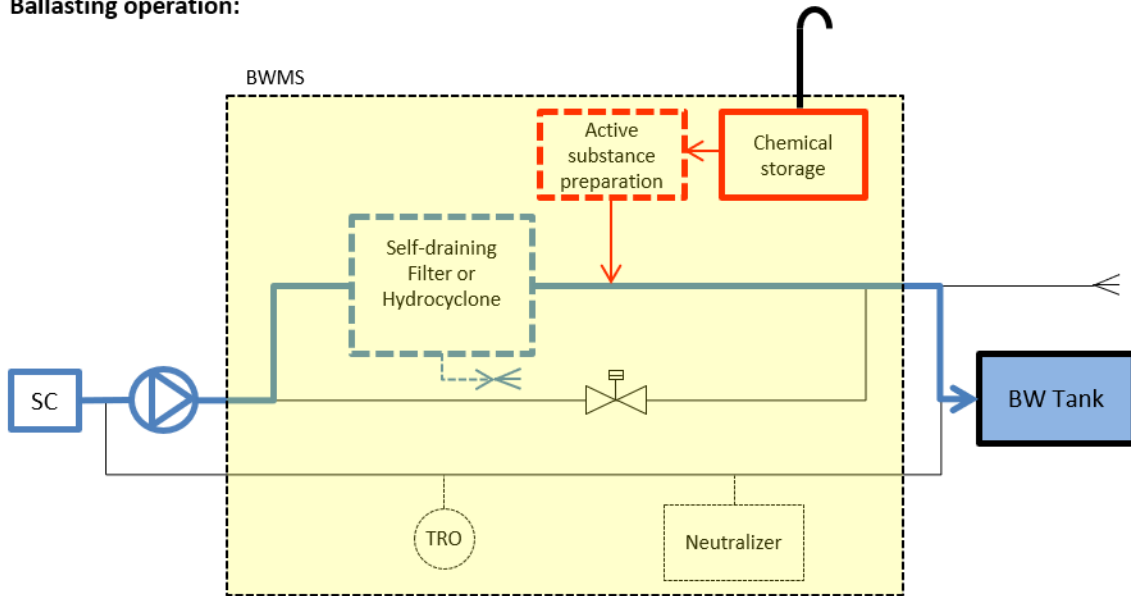 Ballasting operation:
BWMS
Active
substance
preparation
Chemical
storage
Self-draining
Filter or
Hydrocyclone
SC
BW Tank
TRO
Neutralizer